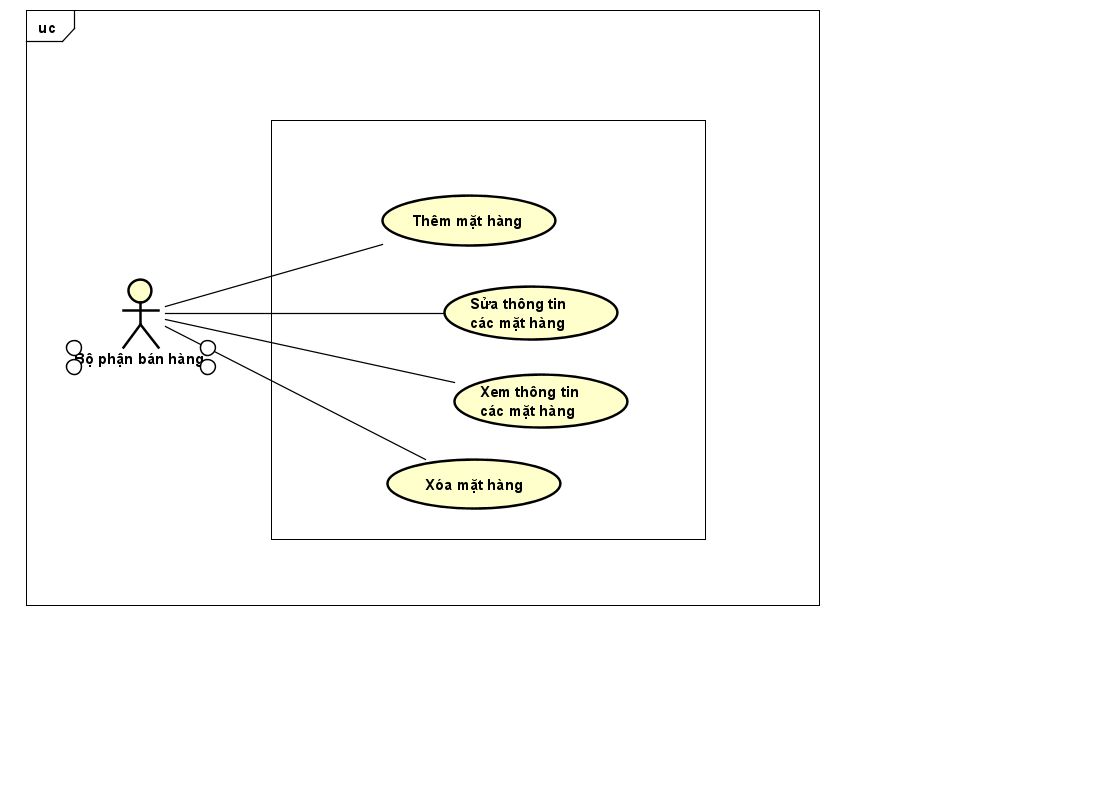 uc
Thêm mặt hàng
Sửa thông tin
các mặt hàng
Bộ phận bán hàng
Xem thông tin
các mặt hàng
Xóa mặt hàng